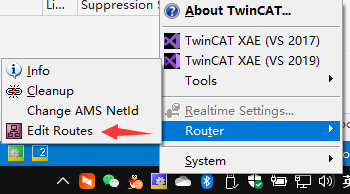 Suppression S
About TwinCAT...
TwinCAT XAE (VS 2017)
TwinCAT XAE (VS 2019)
Tools
Realtime Settings...
Router
System
Info
Cleanup
Change AMS NetId
Edit Routes
2